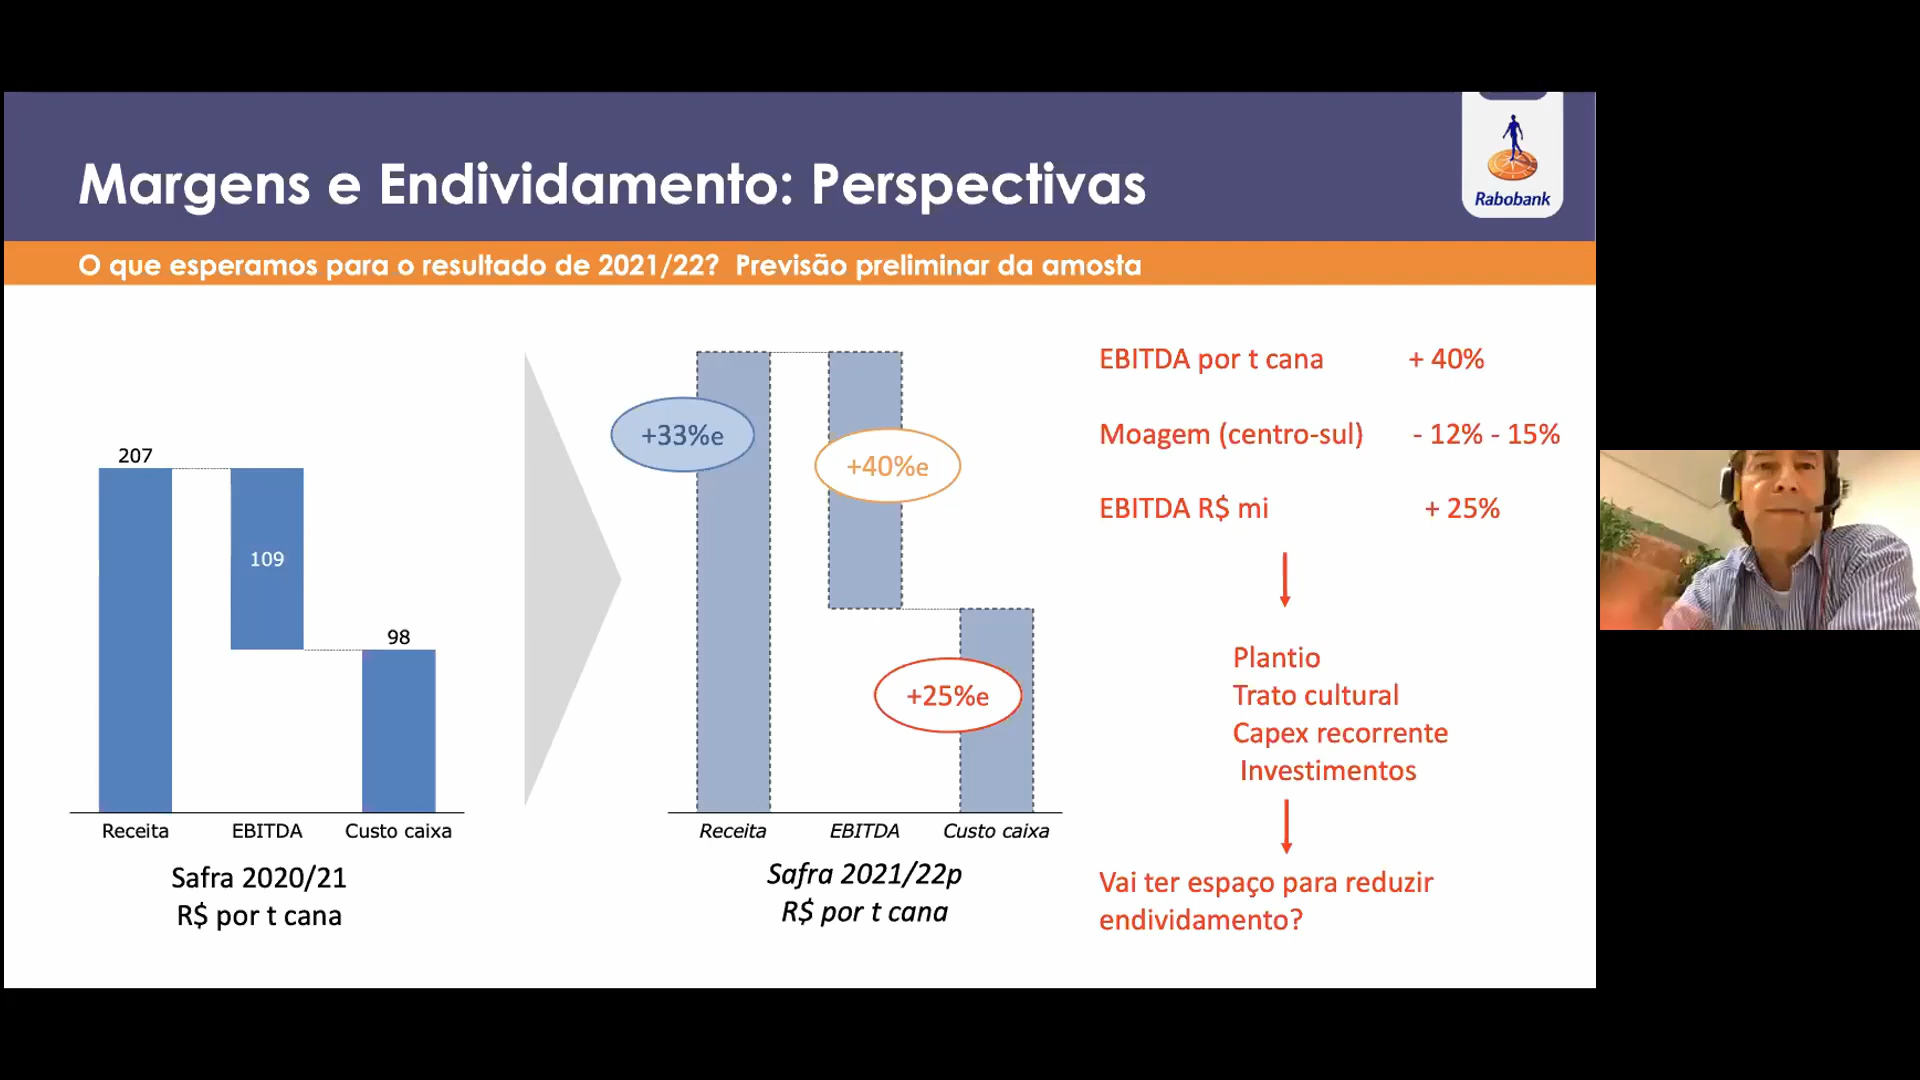 Margens e Endividamento: Perspectivas
Rabobank
O que esperamos para o resultado de 2021/22? Previsão preliminar da amosta
207
109
98
Receita EBITDA Custo caixa
Safra 2020/21
R$ por t cana
+33%e
+40%e
+25%e
Receita EBITDA Custo caixa
Safra 2021/22p
R$ por t cana
EBITDA por t cana + 40%
Moagem (centro-sul) - 12% - 15%
EBITDA R$ mi + 25%
Plantio
Trato cultural
Capex recorrente
Investimentos
Vai ter espaço para reduzir
endividamento?